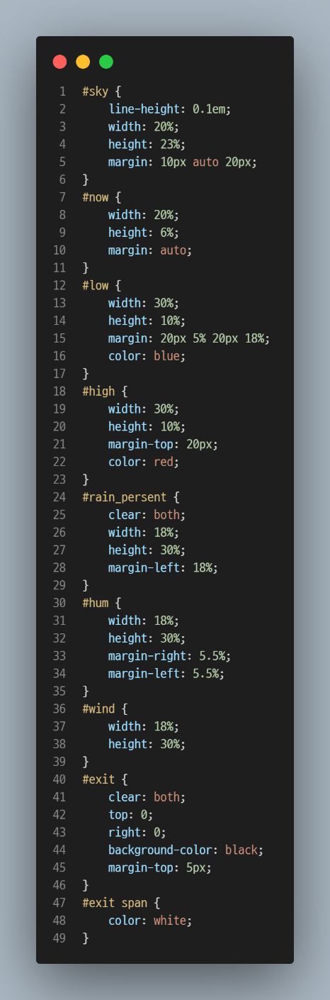 1 #sky {
2     line-height: 0.1em;
3     width: 20%;
4     height: 23%;
5     margin: 10px auto 20px;
6 }
7 #now {
8     width: 20%;
9     height: 6%;
10     margin: auto;
11 }
12 #low {
13     width: 30%;
14     height: 10%;
15     margin: 20px 5% 20px 18%;
16     color: blue;
17 }
18 #high {
19     width: 30%;
20     height: 10%;
21     margin-top: 20px;
22     color: red;
23 }
24 #rain_persent {
25     clear: both;
26     width: 18%;
27     height: 30%;
28     margin-left: 18%;
29 }
30 #hum {
31     width: 18%;
32     height: 30%;
33     margin-right: 5.5%;
34     margin-left: 5.5%;
35 }
36 #wind {
37     width: 18%;
38     height: 30%;
39 }
40 #exit {
41     clear: both;
42     top: 0;
43     right: 0;
44     background-color: black;
45     margin-top: 5px;
46 }
47 #exit span {
48     color: white;
49 }